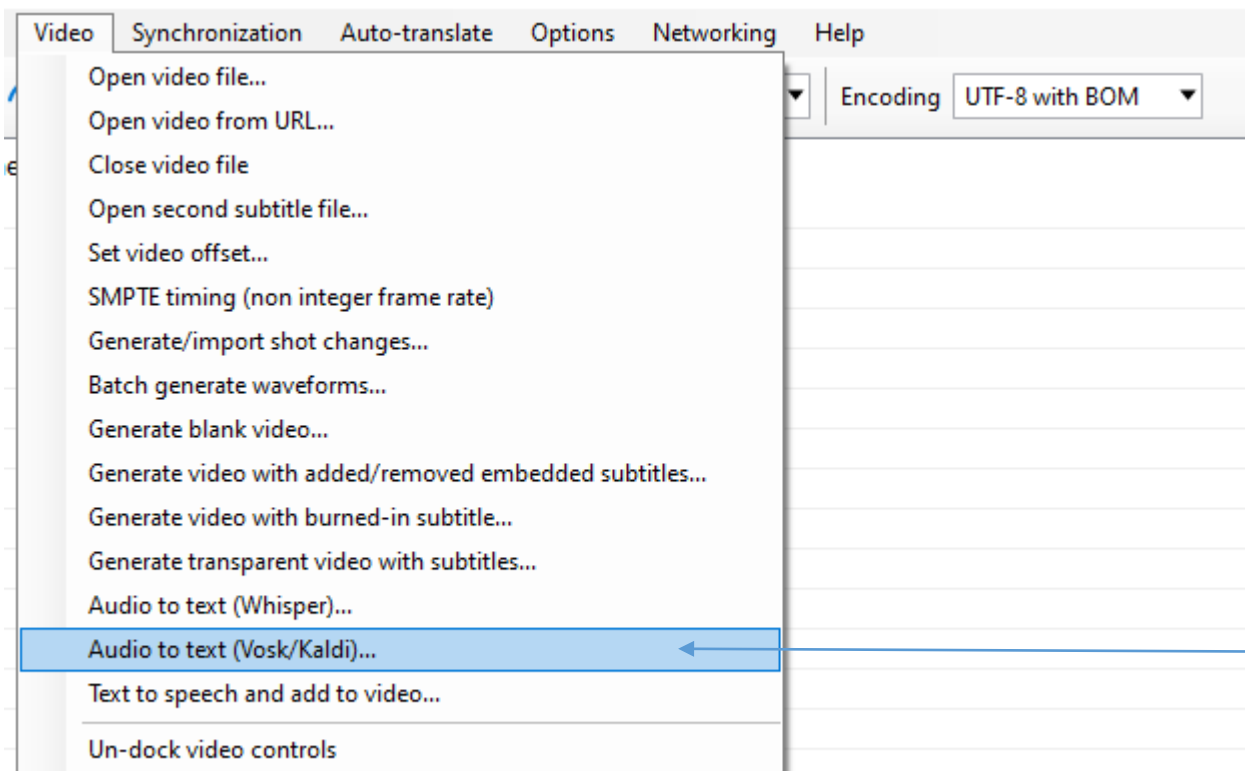 Video Synchronization Auto-translate Options Networking Help
Encoding UTF-8 with BOM
Open video file...
Open video from URL...
Close video file
Open second subtitle file...
Set video offset...
SMPTE timing (non integer frame rate)
Generate/import shot changes...
Batch generate waveforms...
Generate blank video...
Generate video with added/removed embedded subtitles...
Generate video with burned-in subtitle...
Generate transparent video with subtitles...
Audio to text (Whisper)...
Audio to text (Vosk/Kaldi)...
Text to speech and add to video...
Un-dock video controls